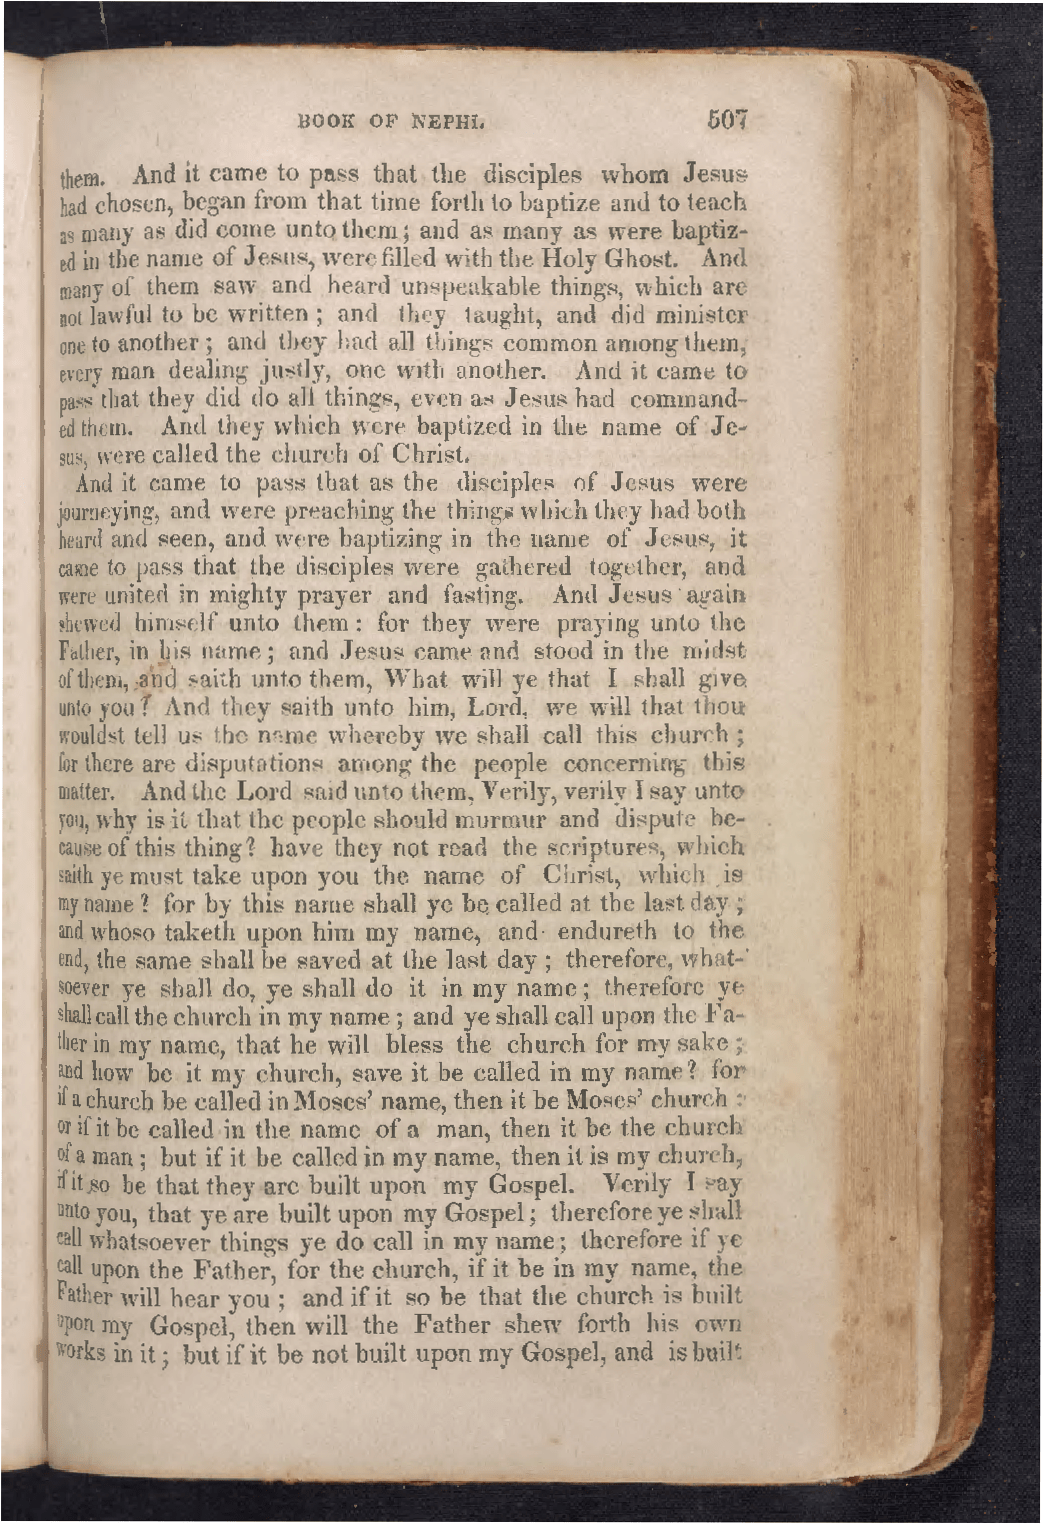 BOOK OF NEPHI. 507
them. And it came to pass that the disciples whom Jesus
had chosen, began from that time forth to baptize and to teach
as many as did come unto them; and as many as were baptiz-
ed in the name of Jesus, were filled with the Holy Ghost. And
many of them saw and heard unspeakable things, which are
not lawful to be written; and they taught, and did minister
one to another; and they had all things common among them,
every man dealing justly, one with another. And it came to
pass that they did do all things, even as Jesus had command-
ed them. And they which were baptized in the name of Je-
sus, were called the church of Christ.
And it came to pass that as the disciples of Jesus were
journeying, and were preaching the things which they had both
heard and seen, and were baptizing in the name of Jesus, it
came to pass that the disciples were gathered together, and
were united in mighty prayer and fasting. And Jesus again
shewed himself unto them: for they were praying unto the
Father, in his name; and Jesus came and stood in the midst
of them, and saith unto them, What will ye that I shall give
unto you? And they saith unto him, Lord, we will that thou
wouldst tell us the name whereby we shall call this church;
for there are disputations among the people concerning this
matter. And the Lord said unto them, Verily, verily I say unto
you, why is it that the people should murmur and dispute be-
cause of this thing? have they not read the scriptures, which
saith ye must take upon you the name of Christ, which is
my name? for by this name shall ye be called at the last day;
and whoso taketh upon him my name, and endureth to the
end, the same shall be saved at the last day; therefore, what-
soever ye shall do, ye shall do it in my name; therefore ye
shall call the church in my name; and ye shall call upon the Fa-
ther in my name, that he will bless the church for my sake;
and how be it my church, save it be called in my name? for
if a church be called in Moses' name, then it be Moses' church:
or if it be called in the name of a man, then it be the church
of a man; but if it be called in my name, then it is my church,
if it so be that they are built upon my Gospel. Verily I say
unto you, that ye are built upon my Gospel; therefore ye shall
call whatsoever things ye do call in my name; therefore if ye
call upon the Father, for the church, if it be in my name, the
Father will hear you; and if it so be that the church is built
upon my Gospel, then will the Father shew forth his own
works in it; but if it be not built upon my Gospel, and is built